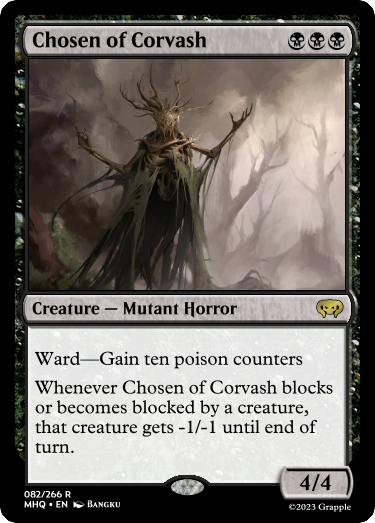 Chosen of Corvash
Creature — Mutant Horror
Ward—Gain ten poison counters
Whenever Chosen of Corvash blocks
or becomes blocked by a creature,
that creature gets -1/-1 until end of
turn.
4/4
082/266 R
MHQ • EN Bangku
©2023 Grapple